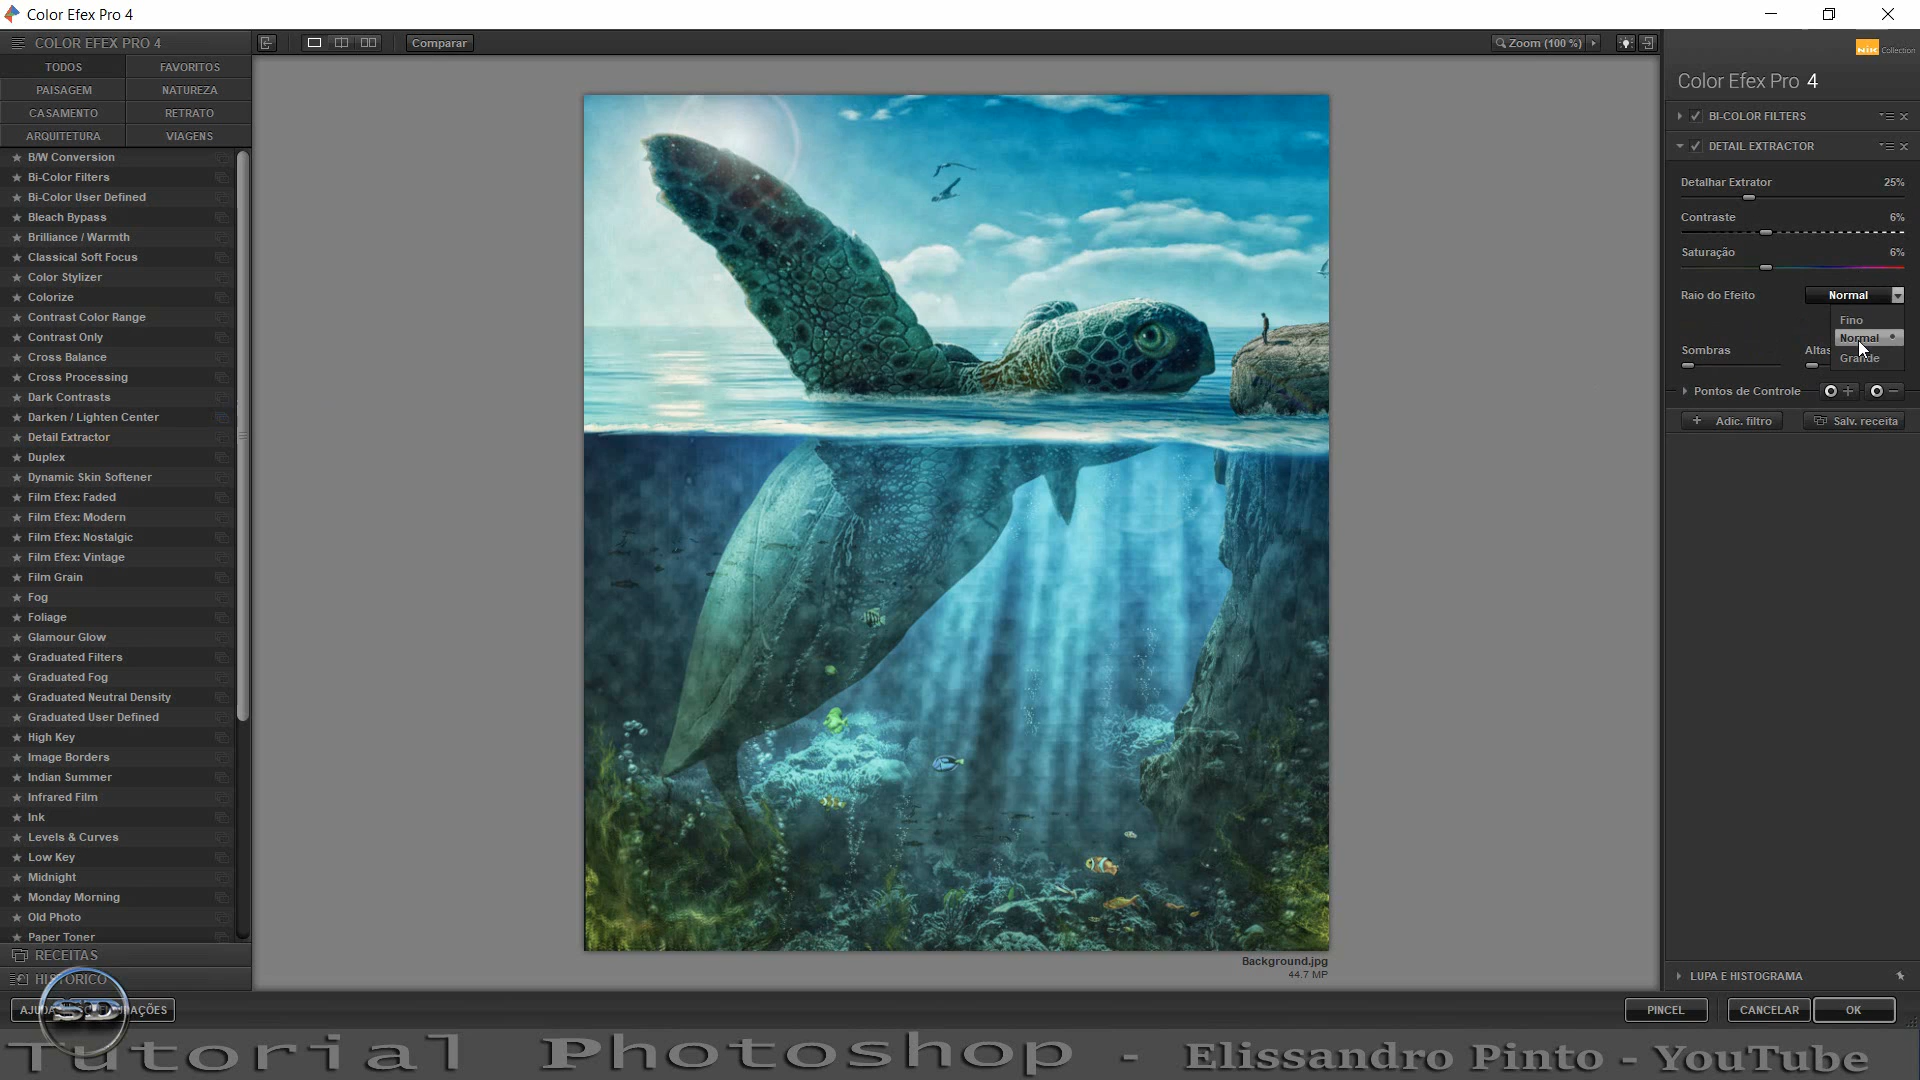 Color Efex Pro 4
COLOR EFEX PRO 4
Comparar
Zoom (100 %)
Nik Collection
TODOS FAVORITOS
PAISAGEM NATUREZA
CASAMENTO RETRATO
ARQUITETURA VIAGENS
B/W Conversion
Bi-Color Filters
Bi-Color User Defined
Bleach Bypass
Brilliance / Warmth
Classical Soft Focus
Color Stylizer
Colorize
Contrast Color Range
Contrast Only
Cross Balance
Cross Processing
Dark Contrasts
Darken / Lighten Center
Detail Extractor
Duplex
Dynamic Skin Softener
Film Efex: Faded
Film Efex: Modern
Film Efex: Nostalgic
Film Efex: Vintage
Film Grain
Fog
Foliage
Glamour Glow
Graduated Filters
Graduated Fog
Graduated Neutral Density
Graduated User Defined
High Key
Image Borders
Indian Summer
Infrared Film
Ink
Levels & Curves
Low Key
Midnight
Monday Morning
Old Photo
Paper Toner
RECEITAS
HISTÓRICO
Background.jpg
44.7 MP
Color Efex Pro 4
BI-COLOR FILTERS
DETAIL EXTRACTOR
Detalhar Extrator 25%
Contraste 6%
Saturação 6%
Raio do Efeito Normal
Fino
Normal
Grande
Sombras Altas
Pontos de Controle
Adic. filtro Salv. receita
LUPA E HISTOGRAMA
SD
PINCEL CANCELAR OK
Tutorial Photoshop - Elissandro Pinto - YouTube